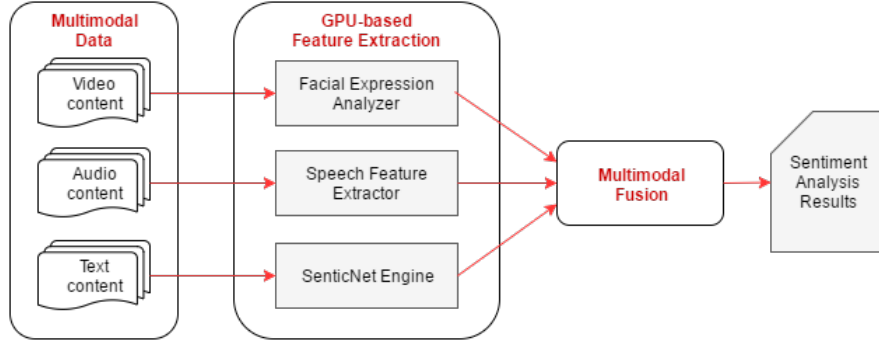 Multimodal
Data
GPU-based
Feature Extraction
Video
content
Facial Expression
Analyzer
Audio
content
Speech Feature
Extractor
Multimodal
Fusion
Sentiment
Analysis
Results
Text
content
SenticNet Engine